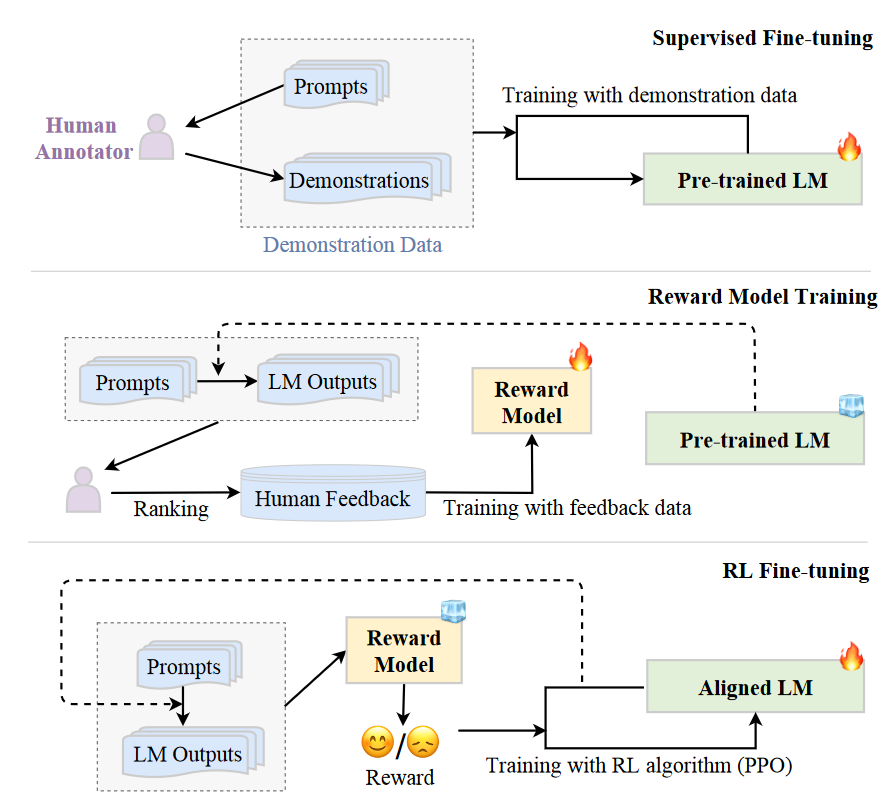 Supervised Fine-tuning
Prompts
Training with demonstration data
Human
Annotator
Demonstrations
Pre-trained LM
Demonstration Data
Reward Model Training
Prompts
LM Outputs
Reward
Model
Pre-trained LM
Ranking
Human Feedback
Training with feedback data
RL Fine-tuning
Prompts
Reward
Model
Aligned LM
LM Outputs
/
Reward
Training with RL algorithm (PPO)